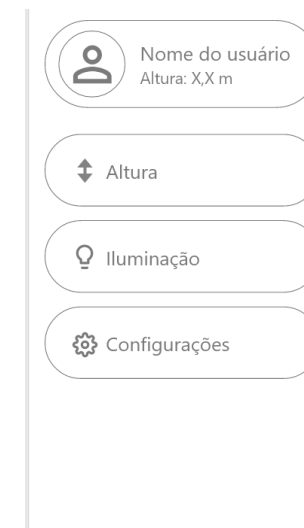 Nome do usuário
Altura: X,X m
Altura
Iluminação
Configurações